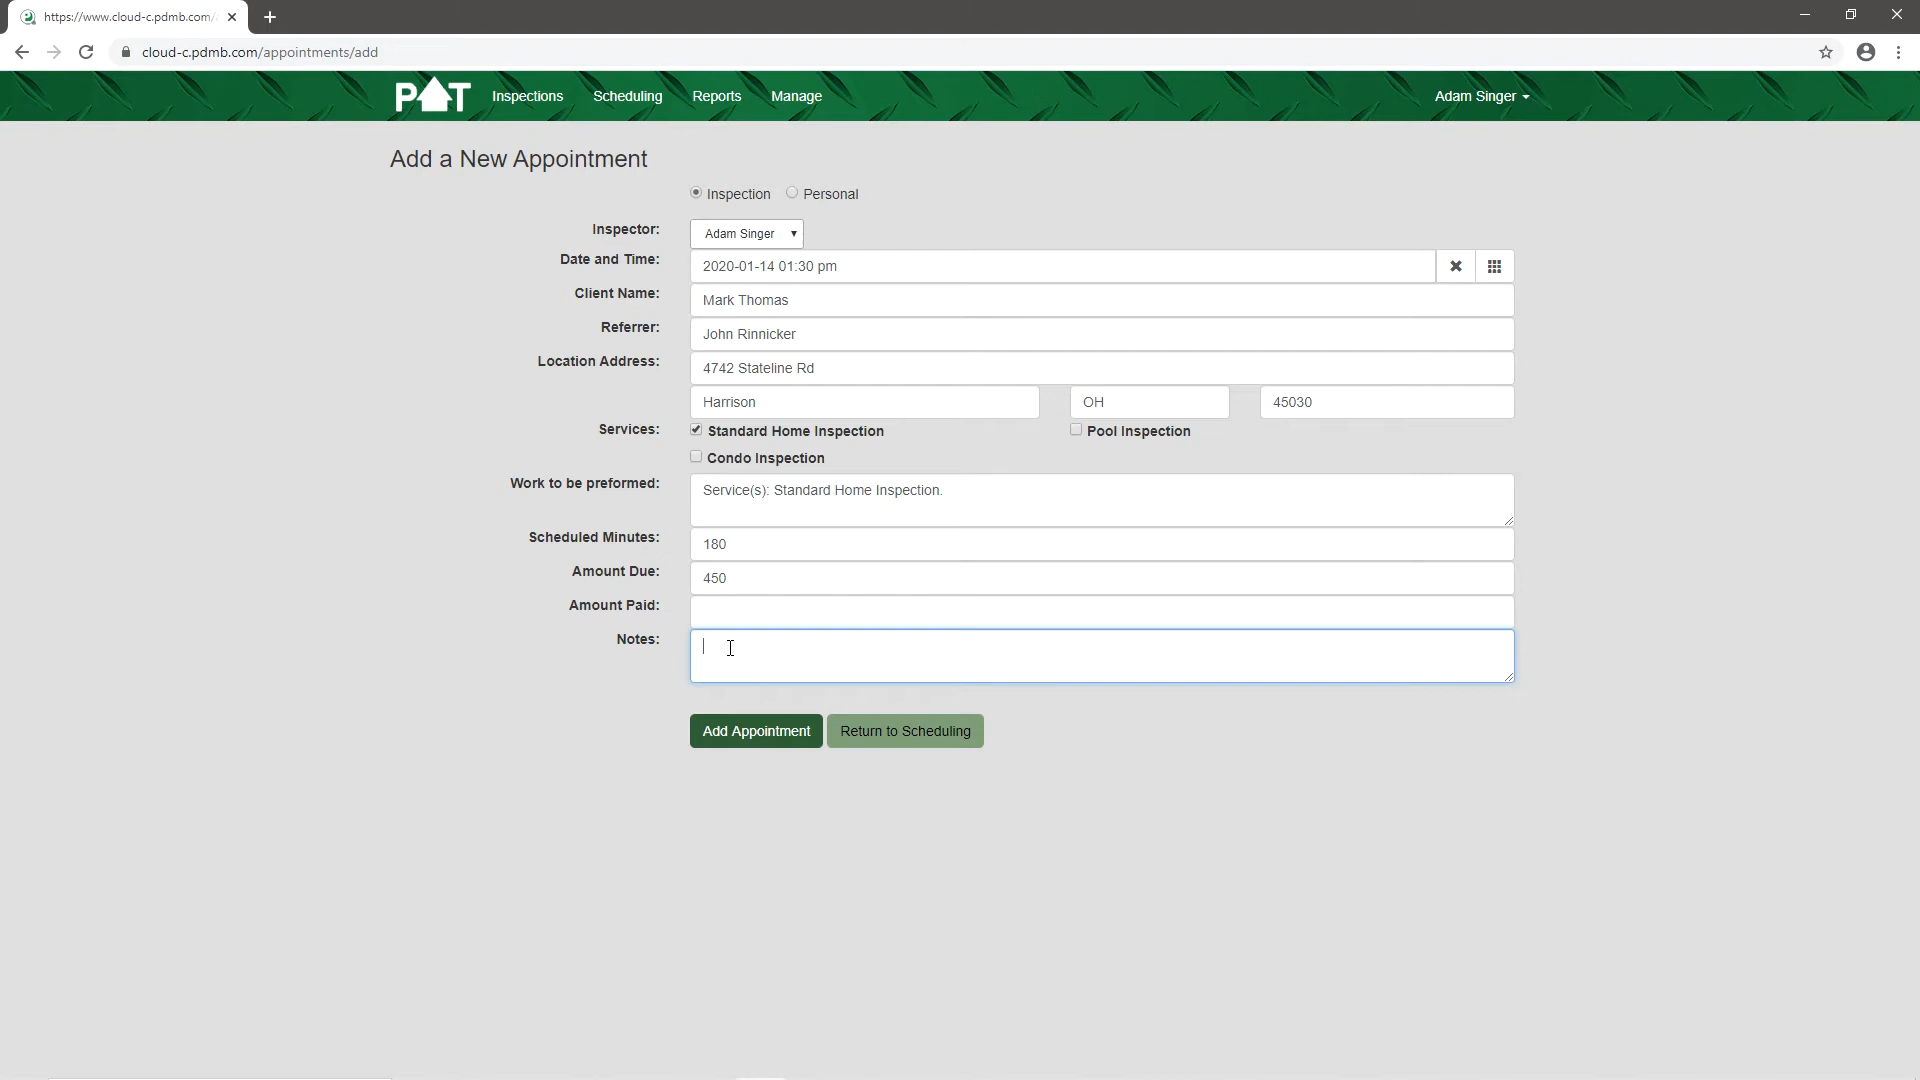 https://www.cloud-c.pdmb.com/
cloud-c.pdmb.com/appointments/add
PAT
Inspections
Scheduling
Reports
Manage
Adam Singer
Add a New Appointment
Inspection
Personal
Inspector:
Adam Singer
Date and Time:
2020-01-14 01:30 pm
Client Name:
Mark Thomas
Referrer:
John Rinnicker
Location Address:
4742 Stateline Rd
Harrison
OH
45030
Services:
Standard Home Inspection
Pool Inspection
Condo Inspection
Work to be preformed:
Service(s): Standard Home Inspection.
Scheduled Minutes:
180
Amount Due:
450
Amount Paid:
Notes:
Add Appointment
Return to Scheduling